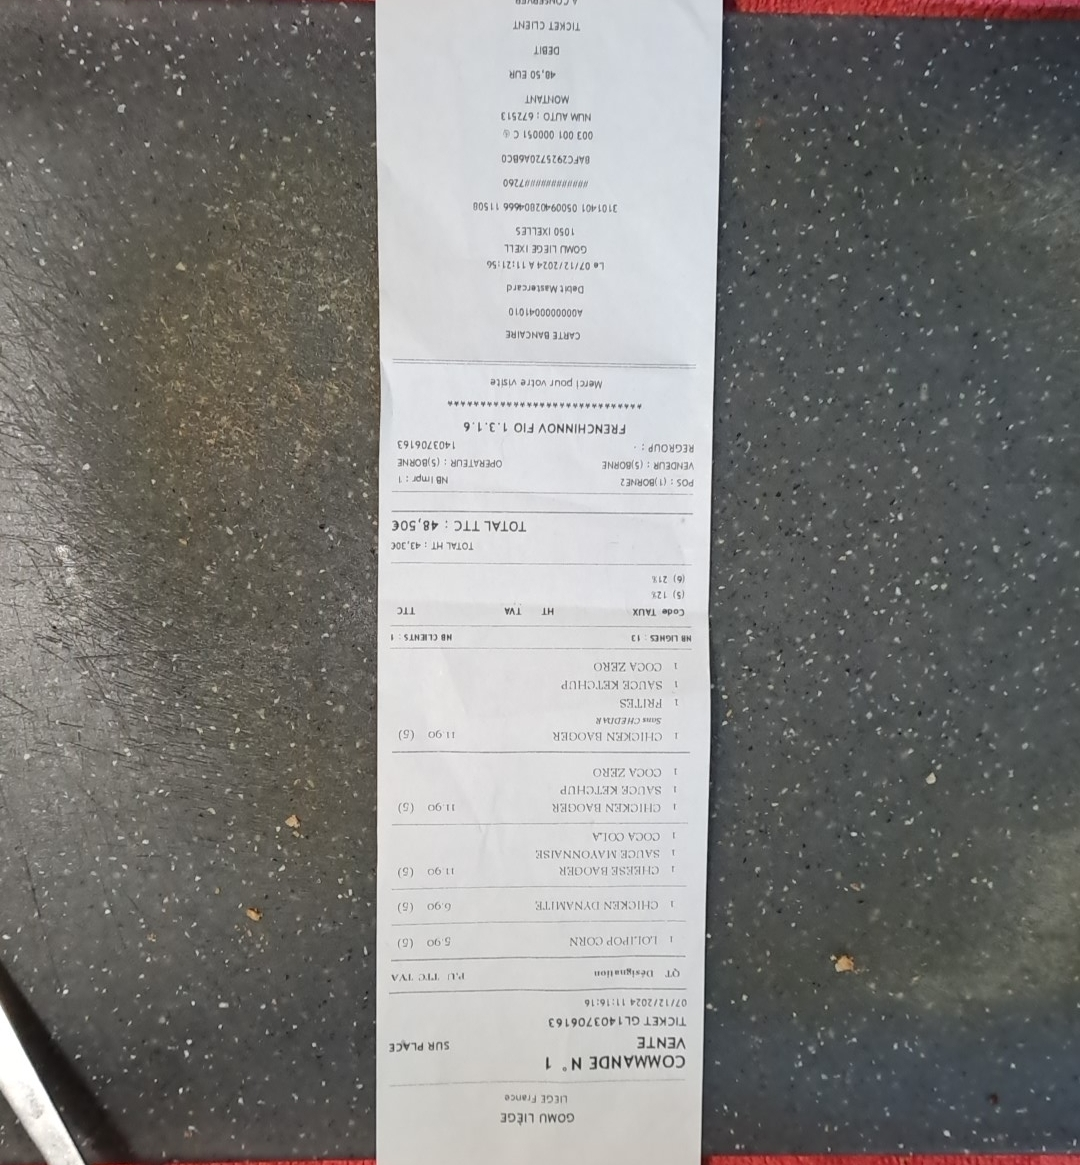 GOMU LIÈGE
LIEGE France
COMMANDE N° 1
VENTE SUR PLACE
TICKET GL1403706163
07/12/2024 11:16:16
QT Désignation P.U. TTC TVA
1 LOLIPOP CORN 5.90 (5)
1 CHICKEN DYNAMITE 6.90 (5)
1 CHEESE BAOGER 11.90 (5)
1 SAUCE MAYONNAISE
1 COCA COLA
1 CHICKEN BAOGER 11.90 (5)
1 SAUCE KETCHUP
1 COCA ZERO
1 CHICKEN BAOGER 11.90 (5)
Sans CHEDDAR
1 FRITES
1 SAUCE KETCHUP
1 COCA ZERO
NB LIGNES : 13 NB CLIENTS : 1
Code TAUX HT TVA TTC
(5) 12%
(6) 21%
TOTAL HT : 43,30€
TOTAL TTC : 48,50€
POS : (1)BORNE2 NB Impr : 1
VENDEUR : (5)BORNE OPERATEUR : (5)BORNE
REGROUP : - 1403706163
FRENCHINNOV FIO 1.3.1.6
Merci pour votre visite
CARTE BANCAIRE
A0000000041010
Debit Mastercard
Le 07/12/2024 A 11:21:56
GOMU LIEGE IXELL
1050 IXELLES
3101401 05009402804666 11508
############7260
8AFC2925720A6BC0
003 001 000051 C @
NUM AUTO : 672513
MONTANT
48,50 EUR
DEBIT
TICKET CLIENT
A CONSERVER